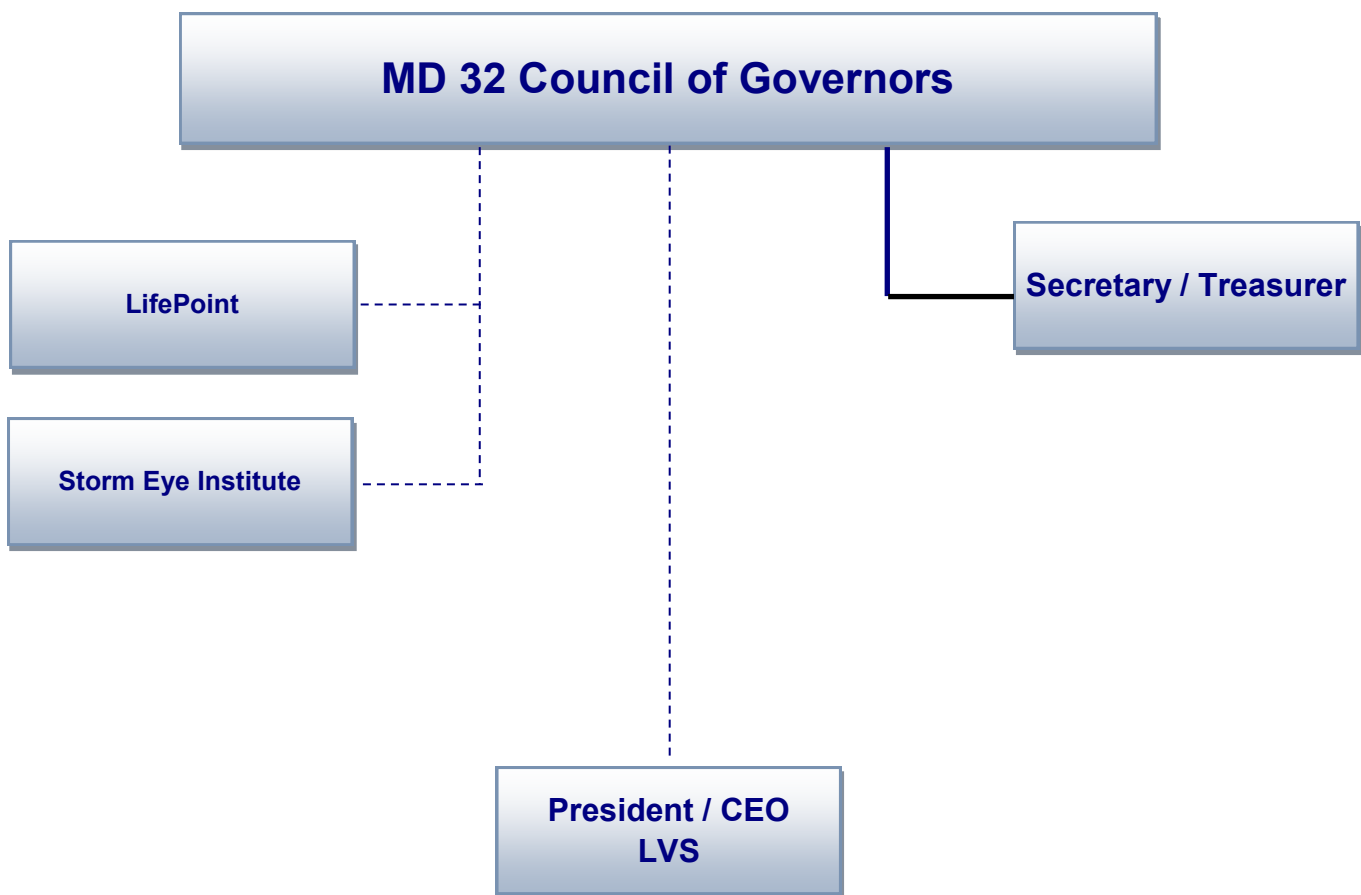 MD 32 Council of Governors
Secretary / Treasurer
LifePoint
Storm Eye Institute
President / CEO
LVS